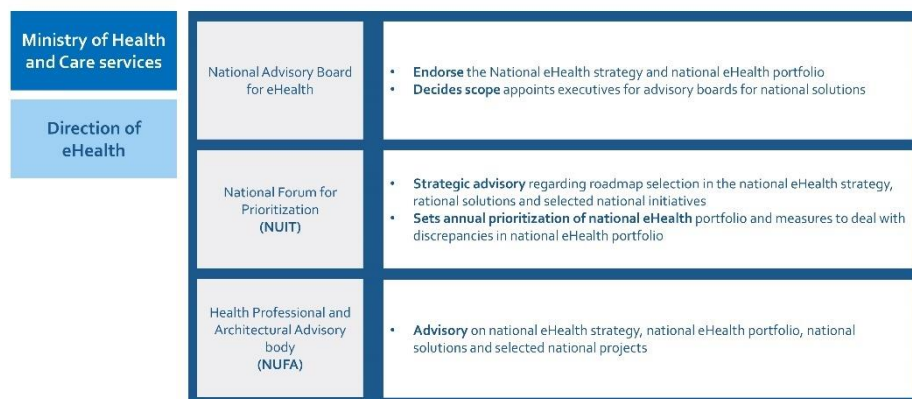 Ministry of Health
and Care services
Direction of
eHealth
National Advisory Board
for eHealth
• Endorse the National eHealth strategy and national eHealth portfolio
• Decides scope appoints executives for advisory boards for national solutions
National Forum for
Prioritization
(NUIT)
• Strategic advisory regarding roadmap selection in the national eHealth strategy,
rational solutions and selected national initiatives
• Sets annual prioritization of national eHealth portfolio and measures to deal with
discrepancies in national eHealth portfolio
Health Professional and
Architectural Advisory
body
(NUFA)
• Advisory on national eHealth strategy, national eHealth portfolio, national
solutions and selected national projects